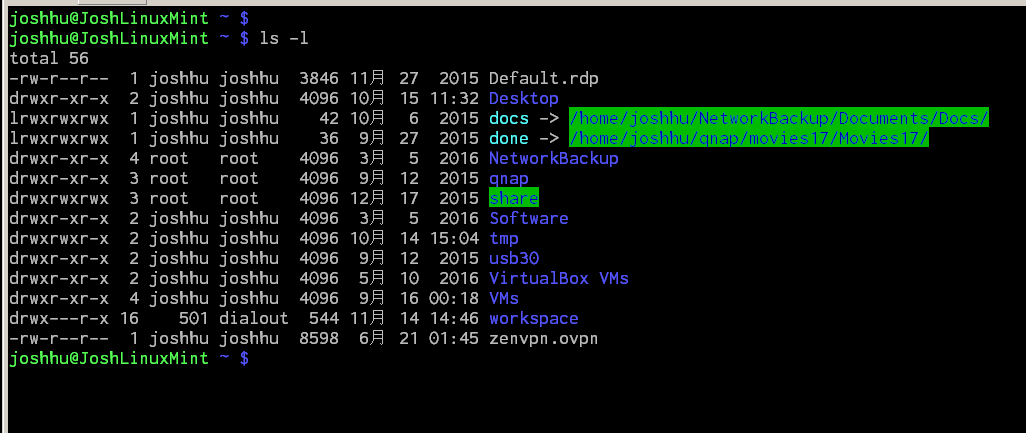 joshhu@JoshLinuxMint ~ $
joshhu@JoshLinuxMint ~ $ ls -l
total 56
-rw-r--r--  1 joshhu joshhu  3846 11月 27  2015 Default.rdp
drwxr-xr-x  2 joshhu joshhu  4096 10月 15 11:32 Desktop
lrwxrwxrwx  1 joshhu joshhu    42 10月  6  2015 docs -> /home/joshhu/NetworkBackup/Documents/Docs/
lrwxrwxrwx  1 joshhu joshhu    36  9月 27  2015 done -> /home/joshhu/qnap/movies17/Movies17/
drwxr-xr-x  4 root   root    4096  3月  5  2016 NetworkBackup
drwxr-xr-x  3 root   root    4096  9月 12  2015 qnap
drwxrwxrwx  3 root   root    4096 12月 17  2015 share
drwxr-xr-x  2 joshhu joshhu  4096  3月  5  2016 Software
drwxrwxr-x  2 joshhu joshhu  4096 10月 14 15:04 tmp
drwxr-xr-x  2 joshhu joshhu  4096  9月 12  2015 usb30
drwxrwxr-x  2 joshhu joshhu  4096  5月 10  2016 VirtualBox VMs
drwxr-xr-x  4 joshhu joshhu  4096  9月 16 00:18 VMs
drwx---r-x 16    501 dialout  544 11月 14 14:46 workspace
-rw-r--r--  1 joshhu joshhu  8598  6月 21 01:45 zenvpn.ovpn
joshhu@JoshLinuxMint ~ $